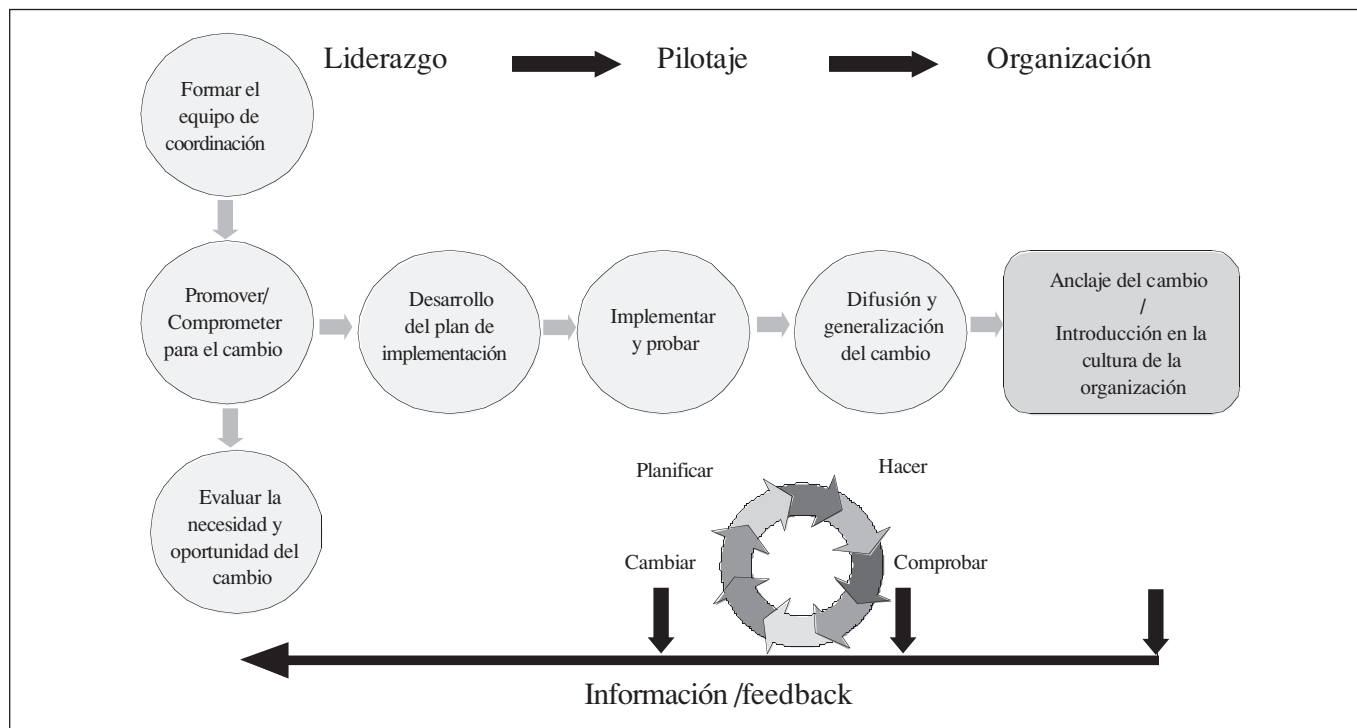 Liderazgo
Pilotaje
Organización
Formar el
equipo de
coordinación
Promover/
Comprometer
para el cambio
Desarrollo
del plan de
implementación
Implementar
y probar
Difusión y
generalización
del cambio
Anclaje del cambio
/
Introducción en la
cultura de la
organización
Evaluar la
necesidad y
oportunidad del
cambio
Planificar
Hacer
Cambiar
Comprobar
Información /feedback